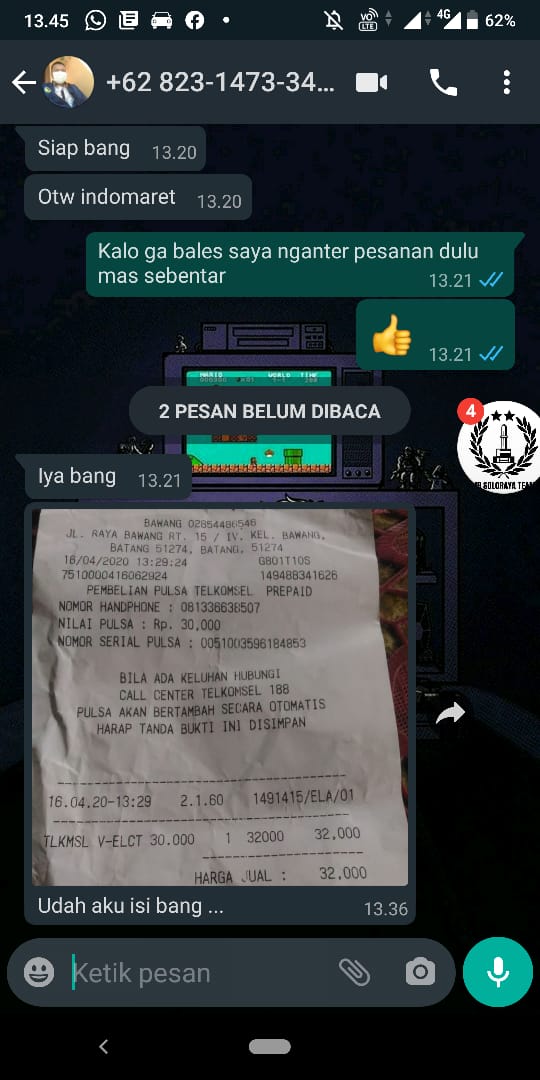 13.45
VO
LTE
4G
62%
+62 823-1473-34...
Siap bang 13.20
Otw indomaret 13.20
Kalo ga bales saya nganter pesanan dulu
mas sebentar 13.21
👍 13.21
MARIO WORLD TIME
2 PESAN BELUM DIBACA
4
Iya bang 13.21
BAWANG 02854486546
JL. RAYA BAWANG RT. 15 / IV. KEL. BAWANG,
BATANG 51274, BATANG, 51274
16/04/2020 13:29:24 GB01T10S
7510000416062924 149488341626
PEMBELIAN PULSA TELKOMSEL PREPAID
NOMOR HANDPHONE : 081336636507
NILAI PULSA : Rp. 30,000
NOMOR SERIAL PULSA : 0051003596184853
BILA ADA KELUHAN HUBUNGI
CALL CENTER TELKOMSEL 188
PULSA AKAN BERTAMBAH SECARA OTOMATIS
HARAP TANDA BUKTI INI DISIMPAN
16.04.20-13:29 2.1.60 1491415/ELA/01
TLKMSL V-ELCT 30.000 1 32000 32,000
HARGA JUAL : 32,000
Udah aku isi bang ... 13.36
Ketik pesan